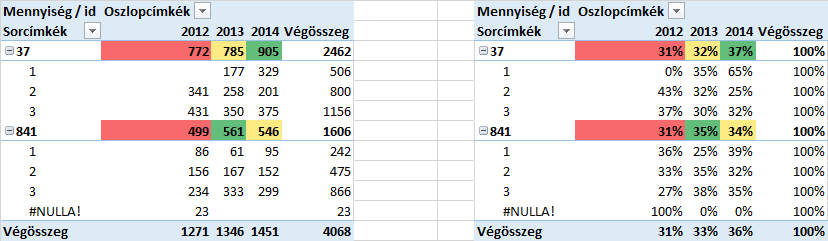 Mennyiség / id Oszlopcímkék
Sorcímkék 2012 2013 2014 Végösszeg
37 772 785 905 2462
1 177 329 506
2 341 258 201 800
3 431 350 375 1156
841 499 561 546 1606
1 86 61 95 242
2 156 167 152 475
3 234 333 299 866
#NULLA! 23 23
Végösszeg 1271 1346 1451 4068
Mennyiség / id Oszlopcímkék
Sorcímkék 2012 2013 2014 Végösszeg
37 31% 32% 37% 100%
1 0% 35% 65% 100%
2 43% 32% 25% 100%
3 37% 30% 32% 100%
841 31% 35% 34% 100%
1 36% 25% 39% 100%
2 33% 35% 32% 100%
3 27% 38% 35% 100%
#NULLA! 100% 0% 0% 100%
Végösszeg 31% 33% 36% 100%